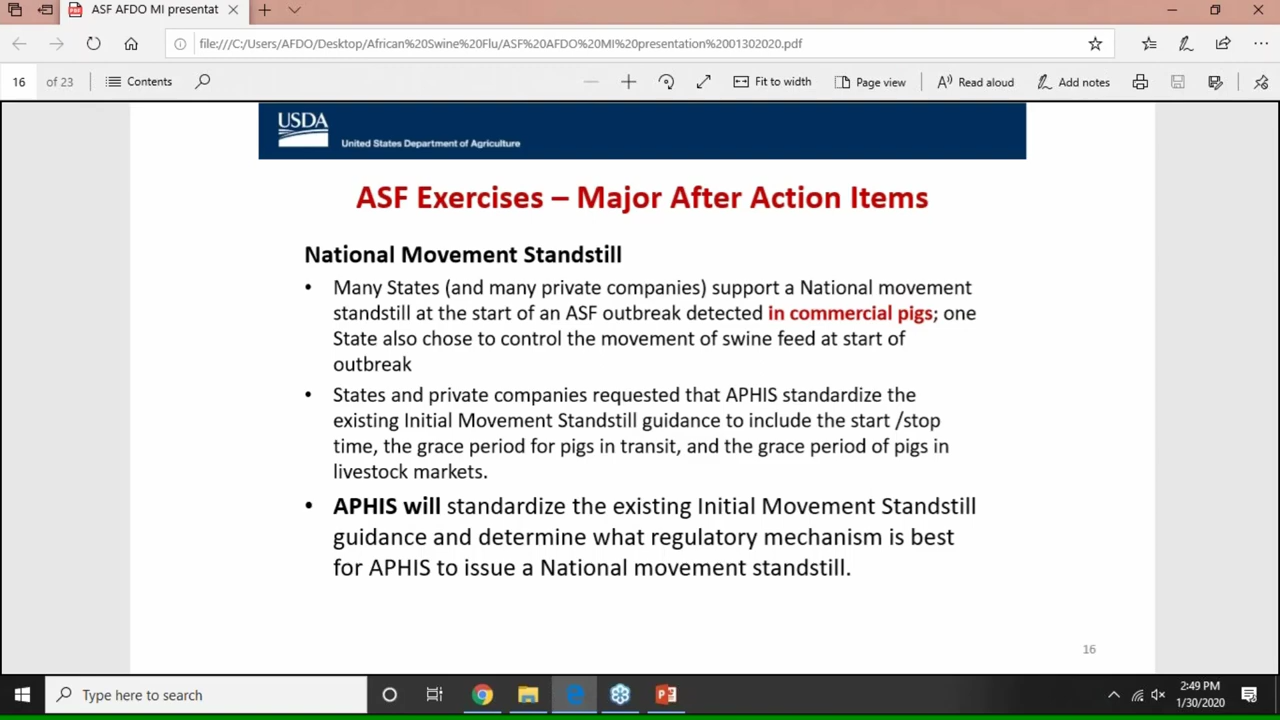 ASF AFDO MI presentat
file:///C:/Users/AFDO/Desktop/African%20Swine%20Flu/ASF%20AFDO%20MI%20presentation%2001302020.pdf
16 of 23 Contents Fit to width Page view Read aloud Add notes
USDA
United States Department of Agriculture
ASF Exercises – Major After Action Items
National Movement Standstill
• Many States (and many private companies) support a National movement
standstill at the start of an ASF outbreak detected in commercial pigs; one
State also chose to control the movement of swine feed at start of
outbreak
• States and private companies requested that APHIS standardize the
existing Initial Movement Standstill guidance to include the start /stop
time, the grace period for pigs in transit, and the grace period of pigs in
livestock markets.
• APHIS will standardize the existing Initial Movement Standstill
guidance and determine what regulatory mechanism is best
for APHIS to issue a National movement standstill.
16
Type here to search
2:49 PM
1/30/2020